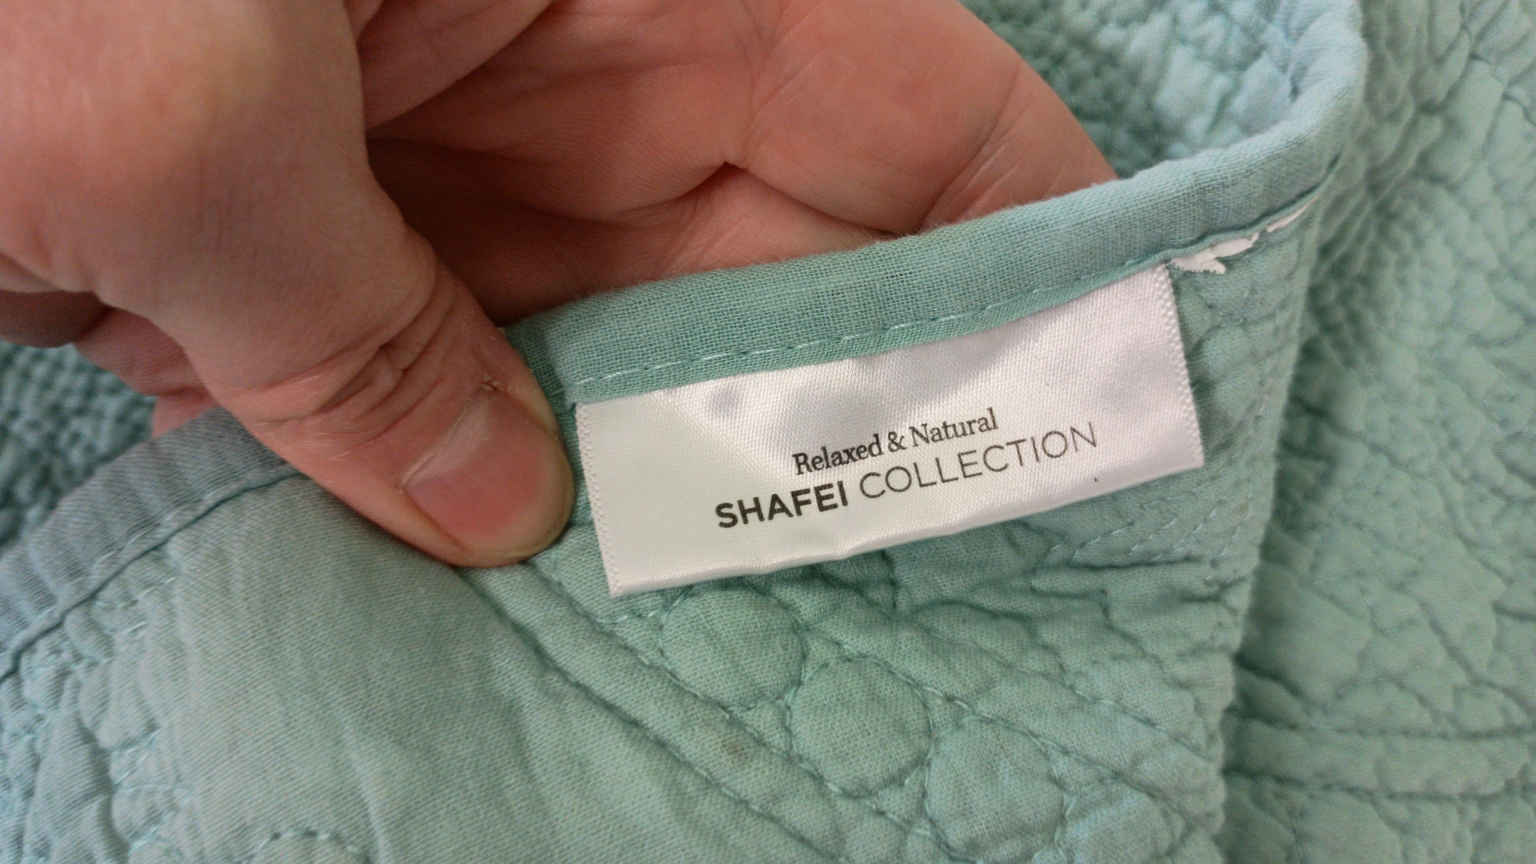 Relaxed & Natural
SHAFEI COLLECTION